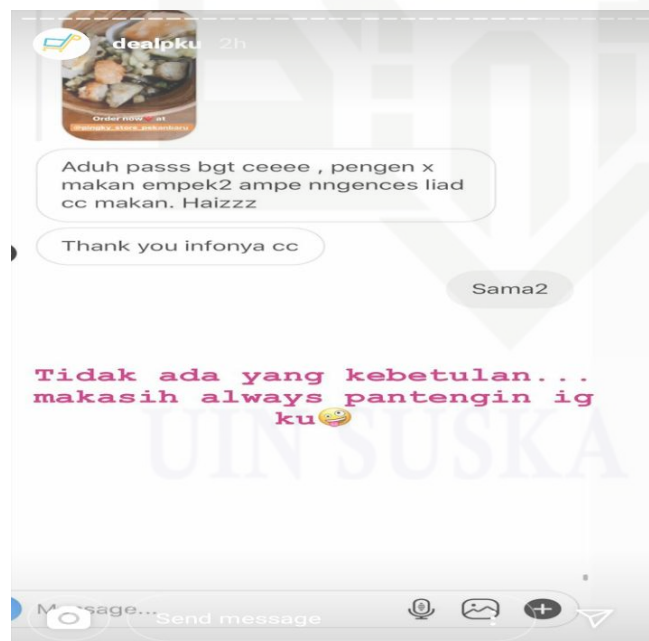 dealpku 2h
Order now ❤ at
@pingky_store_pekanbaru
Aduh passs bgt ceeee , pengen x
makan empek2 ampe nngences liad
cc makan. Haizzz
Thank you infonya cc
Sama2
Tidak ada yang kebetulan...
makasih always pantengin ig
ku🤪
UIN SUSKA
Message...
Send message